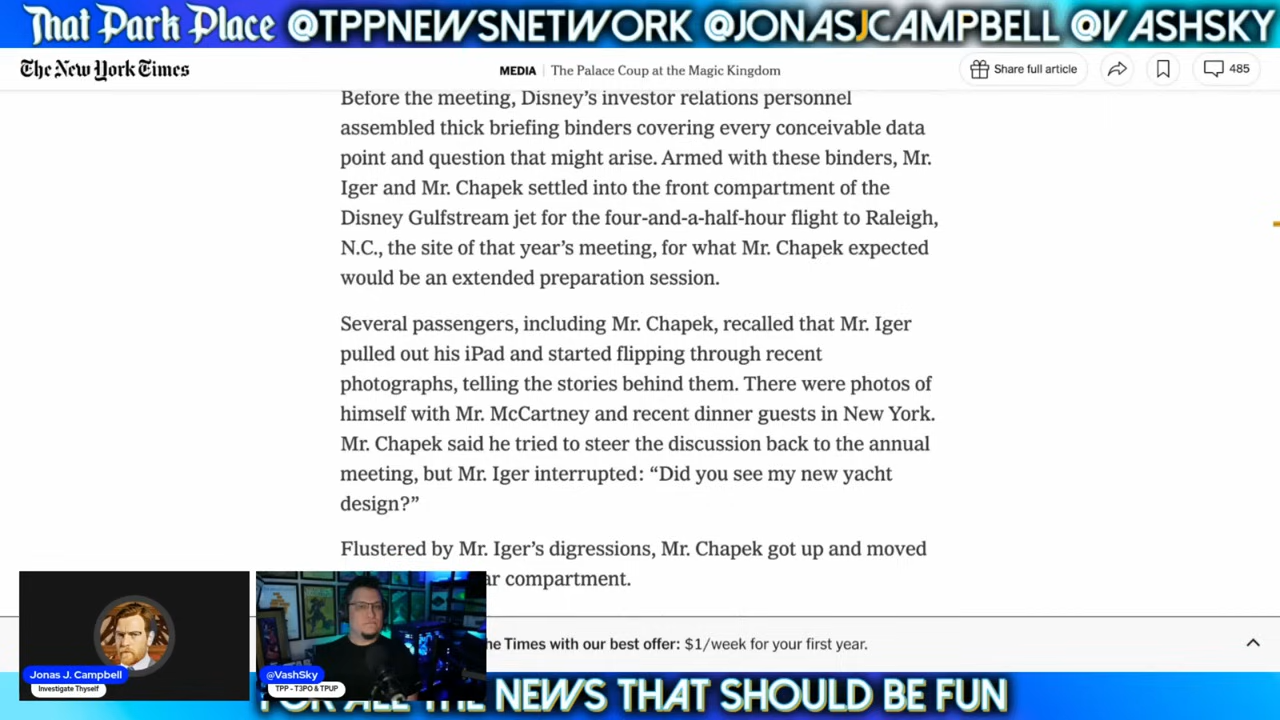 That Park Place @TPPNEWSNETWORK @JONASJCAMPBELL @VASHSKY
The New York Times
MEDIA | The Palace Coup at the Magic Kingdom
Share full article
485
Before the meeting, Disney’s investor relations personnel
assembled thick briefing binders covering every conceivable data
point and question that might arise. Armed with these binders, Mr.
Iger and Mr. Chapek settled into the front compartment of the
Disney Gulfstream jet for the four-and-a-half-hour flight to Raleigh,
N.C., the site of that year’s meeting, for what Mr. Chapek expected
would be an extended preparation session.
Several passengers, including Mr. Chapek, recalled that Mr. Iger
pulled out his iPad and started flipping through recent
photographs, telling the stories behind them. There were photos of
himself with Mr. McCartney and recent dinner guests in New York.
Mr. Chapek said he tried to steer the discussion back to the annual
meeting, but Mr. Iger interrupted: “Did you see my new yacht
design?”
Flustered by Mr. Iger’s digressions, Mr. Chapek got up and moved
compartment.
The Times with our best offer: $1/week for your first year.
Jonas J. Campbell
Investigate Thyself
@VashSky
TPP - T3PO & TPUP
FOR ALL THE NEWS THAT SHOULD BE FUN